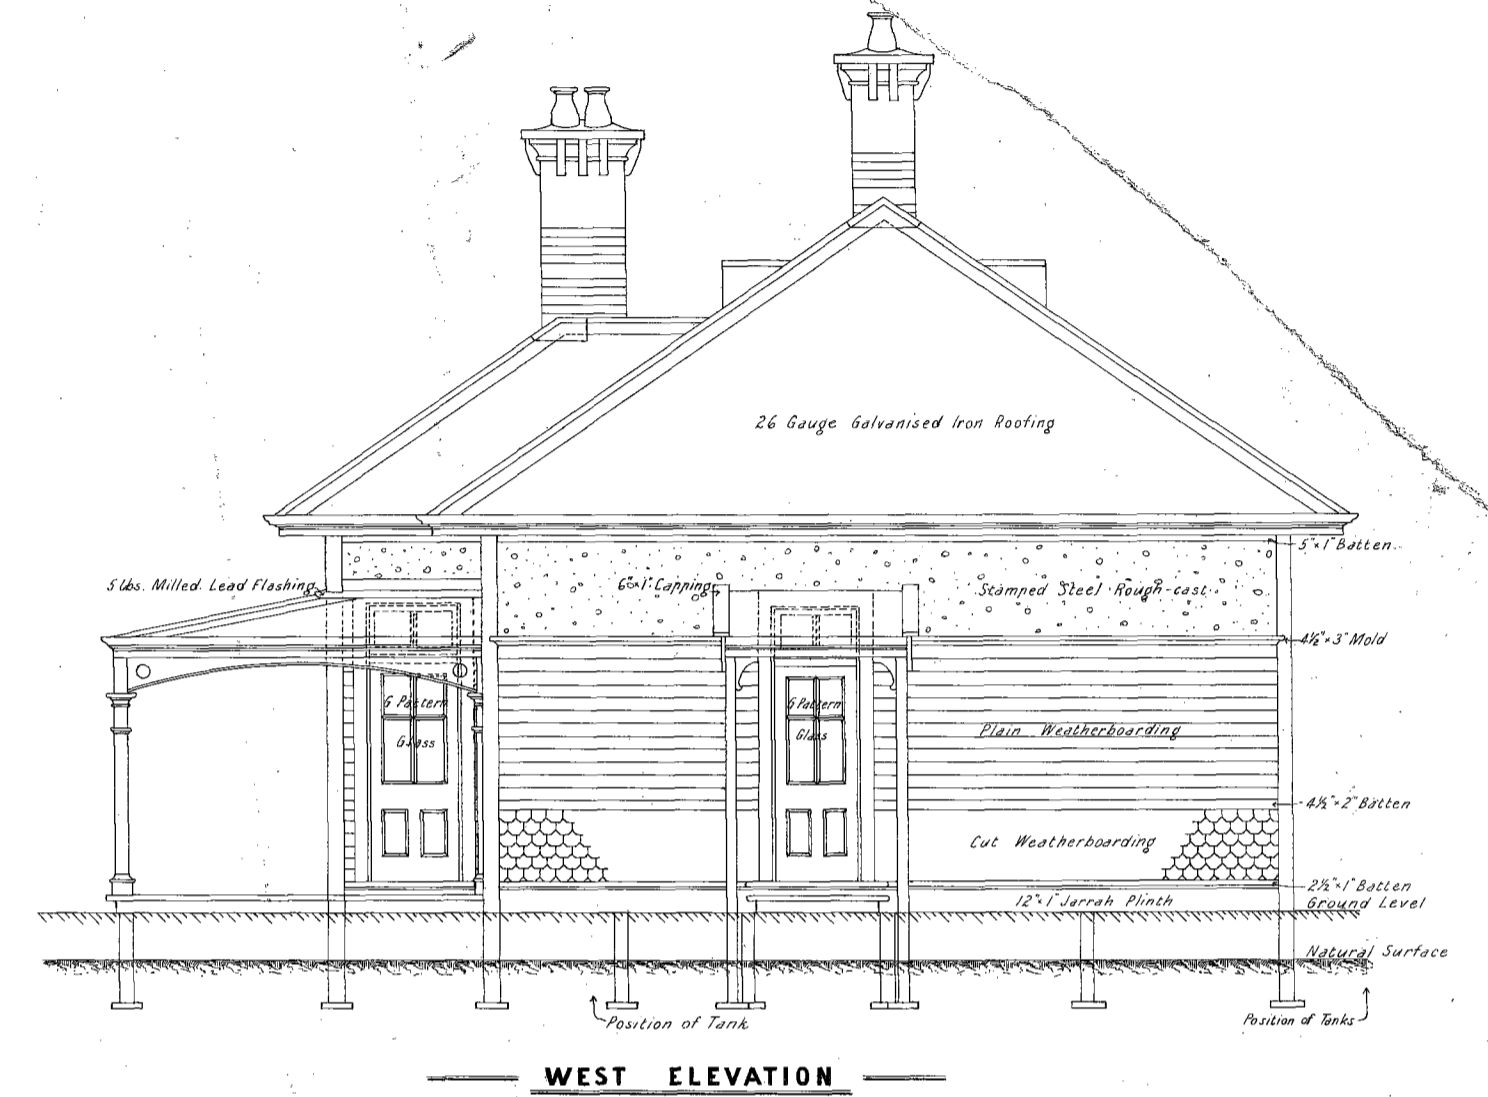 26 Gauge Galvanised Iron Roofing
5"×1" Batten
5 lbs. Milled Lead Flashing
6"×1" Capping
Stamped Steel Rough-cast
4½"×3" Mold
G Pattern
Glass
G Pattern
Glass
Plain Weatherboarding
4½"×2" Batten
Cut Weatherboarding
2½"×1" Batten
12"×1" Jarrah Plinth
Ground Level
Natural Surface
Position of Tank
Position of Tanks
WEST ELEVATION